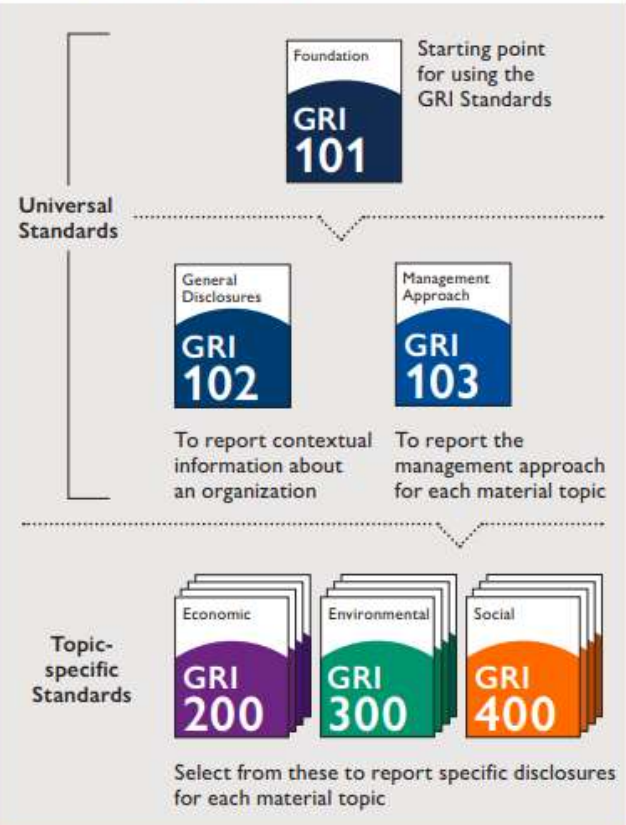 Foundation
GRI
101
Starting point
for using the
GRI Standards
Universal
Standards
General
Disclosures
GRI
102
Management
Approach
GRI
103
To report contextual
information about
an organization
To report the
management approach
for each material topic
Topic-
specific
Standards
Economic
GRI
200
Environmental
GRI
300
Social
GRI
400
Select from these to report specific disclosures
for each material topic